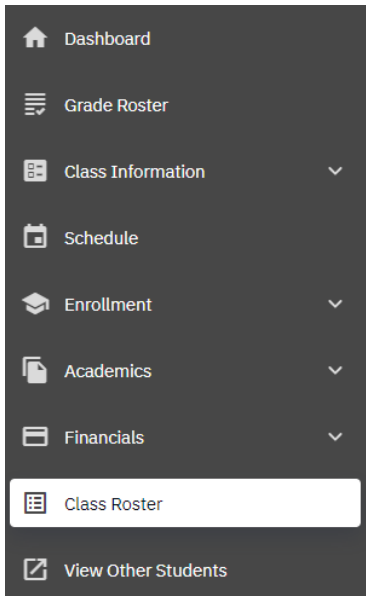 Dashboard
Grade Roster
Class Information
Schedule
Enrollment
Academics
Financials
Class Roster
View Other Students